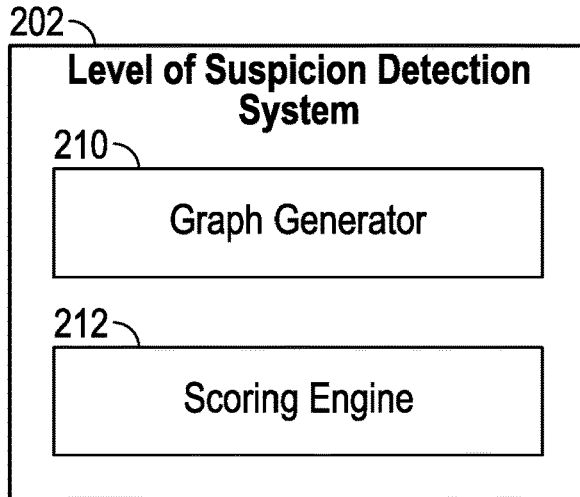 202
Level of Suspicion Detection
System
210
Graph Generator
212
Scoring Engine